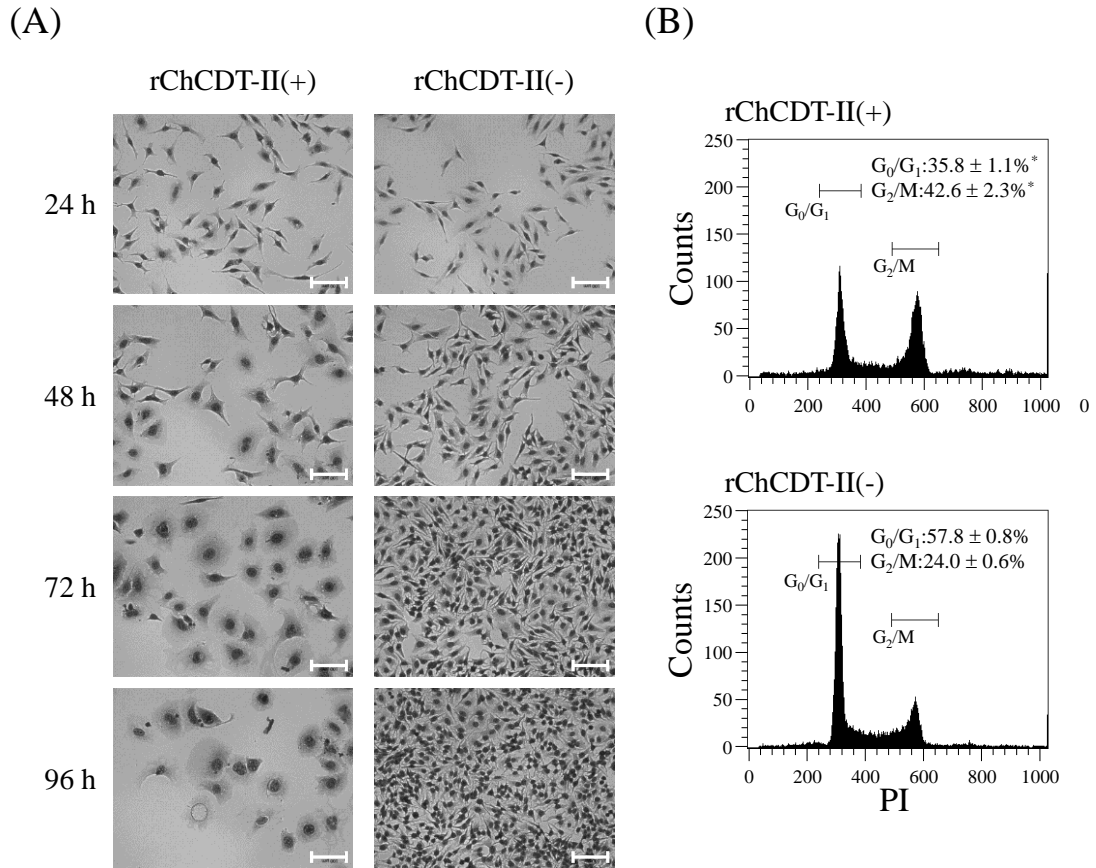 (A)
rChCDT-II(+) rChCDT-II(-)
24 h
48 h
72 h
96 h
(B)
rChCDT-II(+)
250
200
150
100
50
0
Counts
G₀/G₁:35.8 ± 1.1%*
G₂/M:42.6 ± 2.3%*
G₀/G₁
G₂/M
0 200 400 600 800 1000 0
rChCDT-II(-)
250
200
150
100
50
0
Counts
G₀/G₁:57.8 ± 0.8%
G₂/M:24.0 ± 0.6%
G₀/G₁
G₂/M
0 200 400 600 800 1000
PI